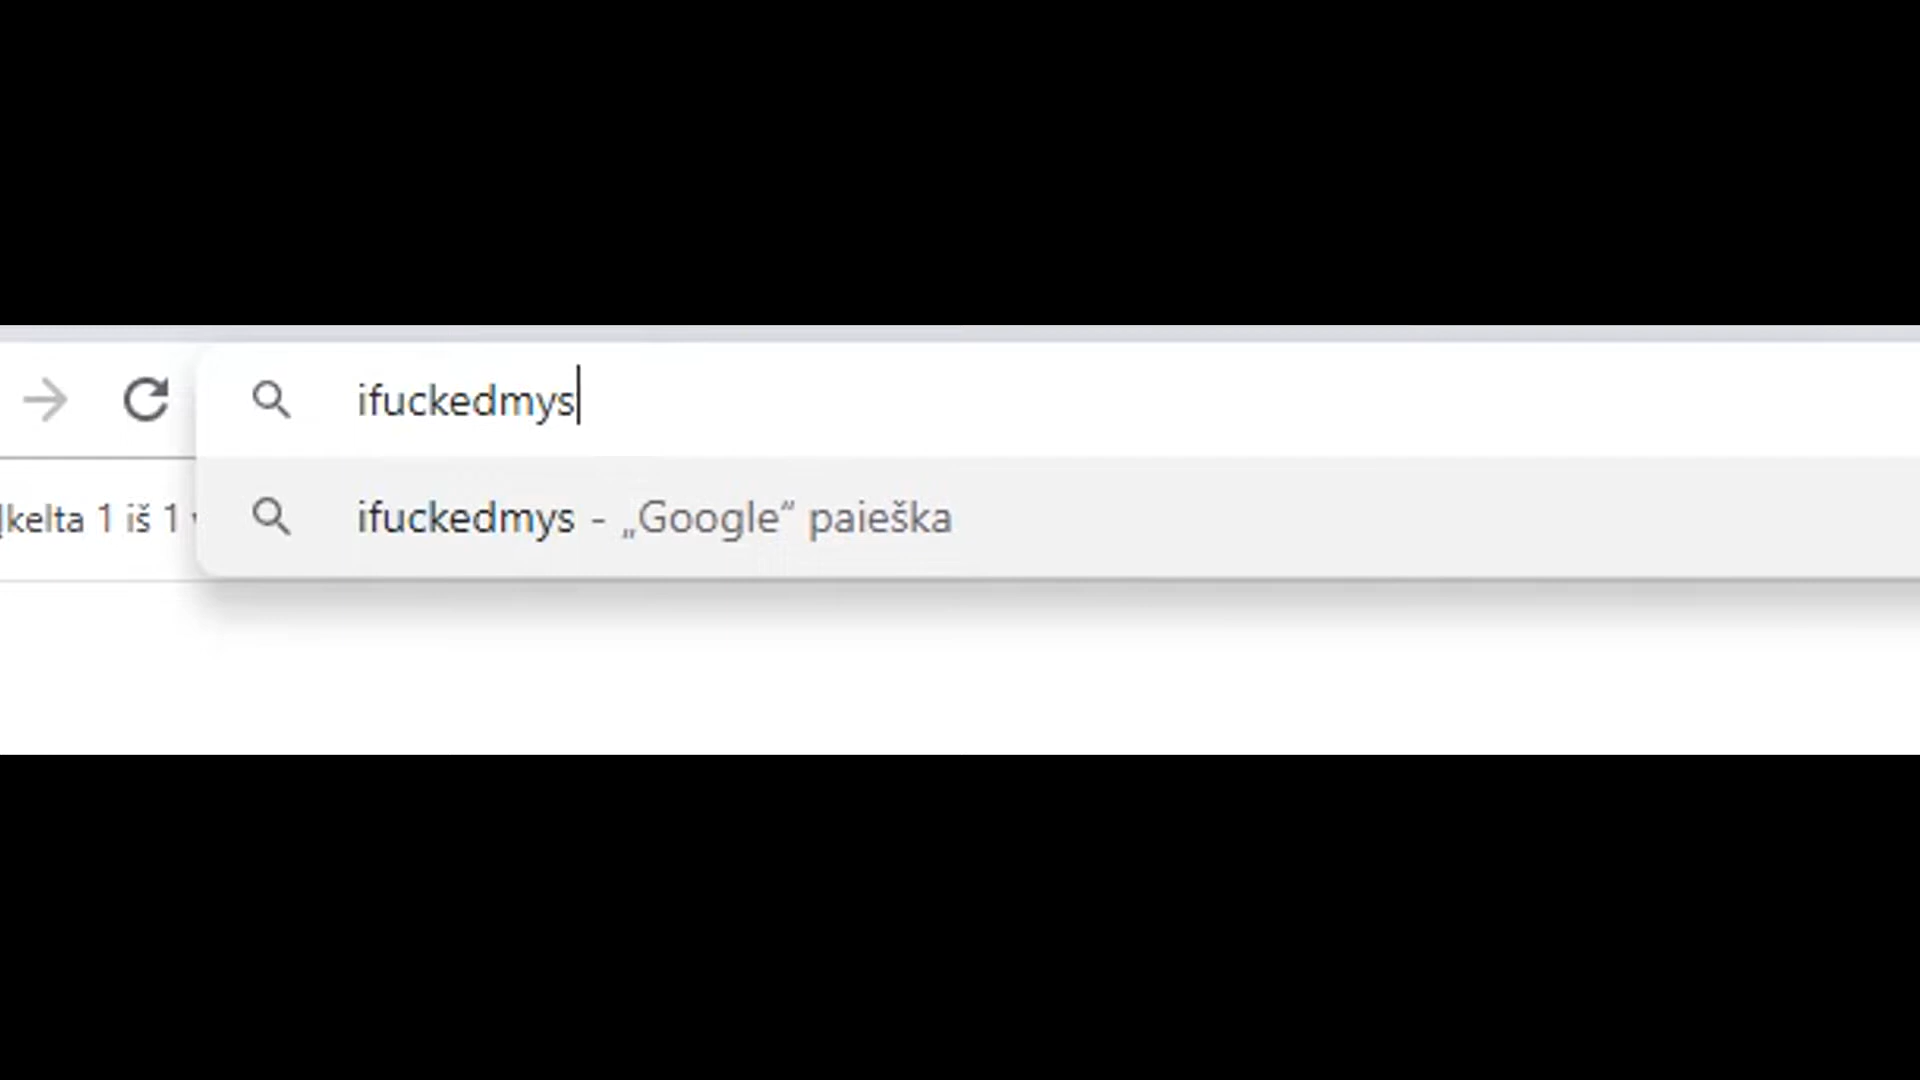 ifuckedmys
ifuckedmys - „Google“ paieška
Įkelta 1 iš 1